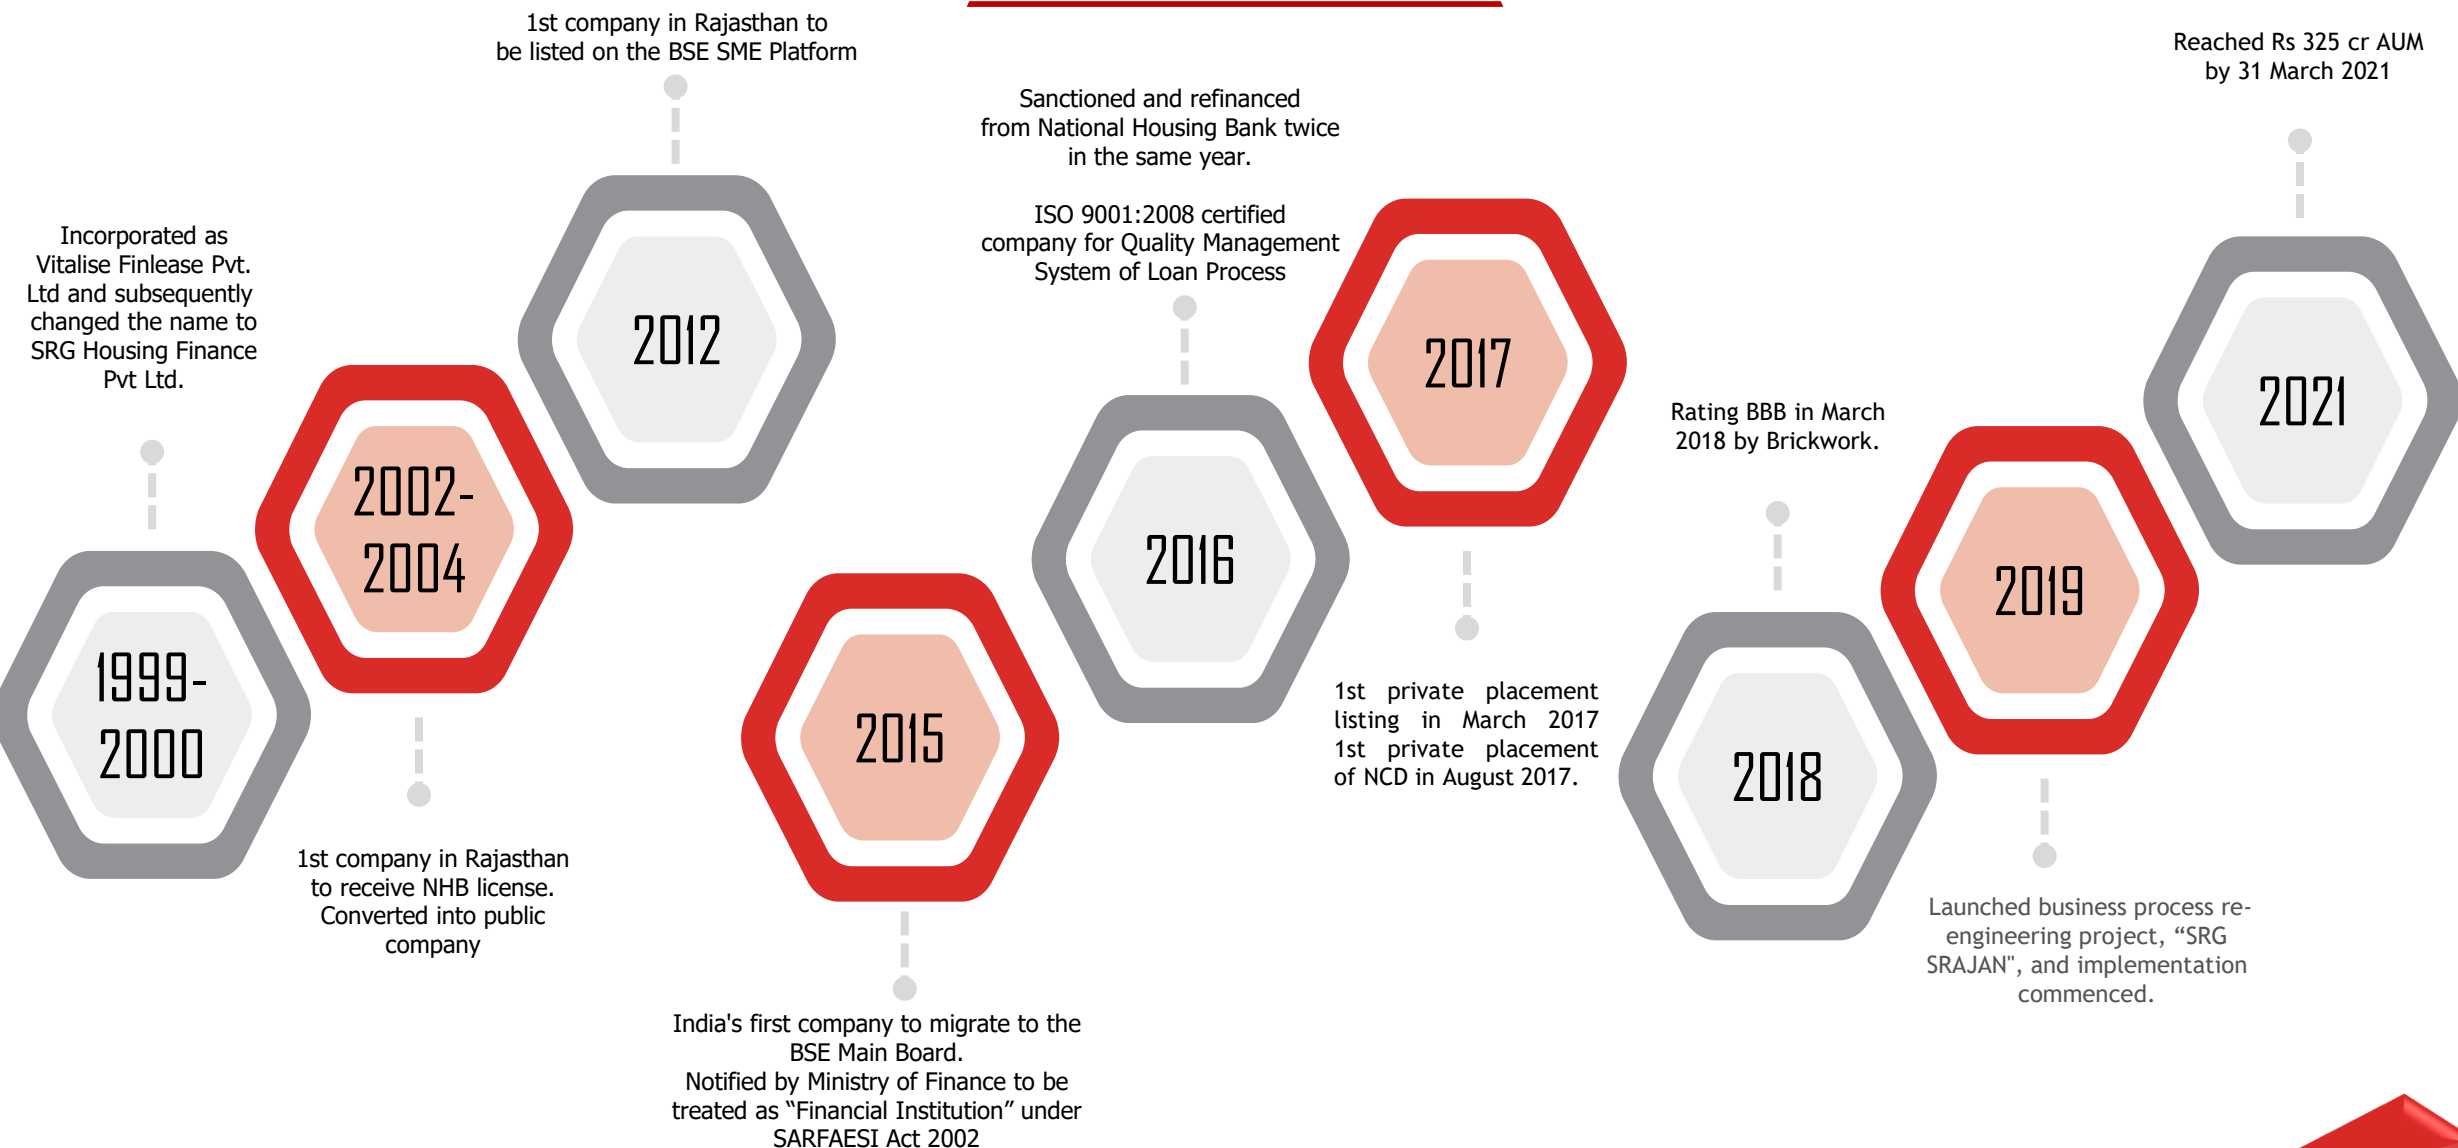 Incorporated as
Vitalise Finlease Pvt.
Ltd and subsequently
changed the name to
SRG Housing Finance
Pvt Ltd.
1999-
2000
2002-
2004
1st company in Rajasthan
to receive NHB license.
Converted into public
company
1st company in Rajasthan to
be listed on the BSE SME Platform
2012
2015
India's first company to migrate to the
BSE Main Board.
Notified by Ministry of Finance to be
treated as “Financial Institution” under
SARFAESI Act 2002
Sanctioned and refinanced
from National Housing Bank twice
in the same year.
ISO 9001:2008 certified
company for Quality Management
System of Loan Process
2016
2017
1st private placement
listing in March 2017
1st private placement
of NCD in August 2017.
Rating BBB in March
2018 by Brickwork.
2018
2019
Launched business process re-
engineering project, “SRG
SRAJAN", and implementation
commenced.
Reached Rs 325 cr AUM
by 31 March 2021
2021